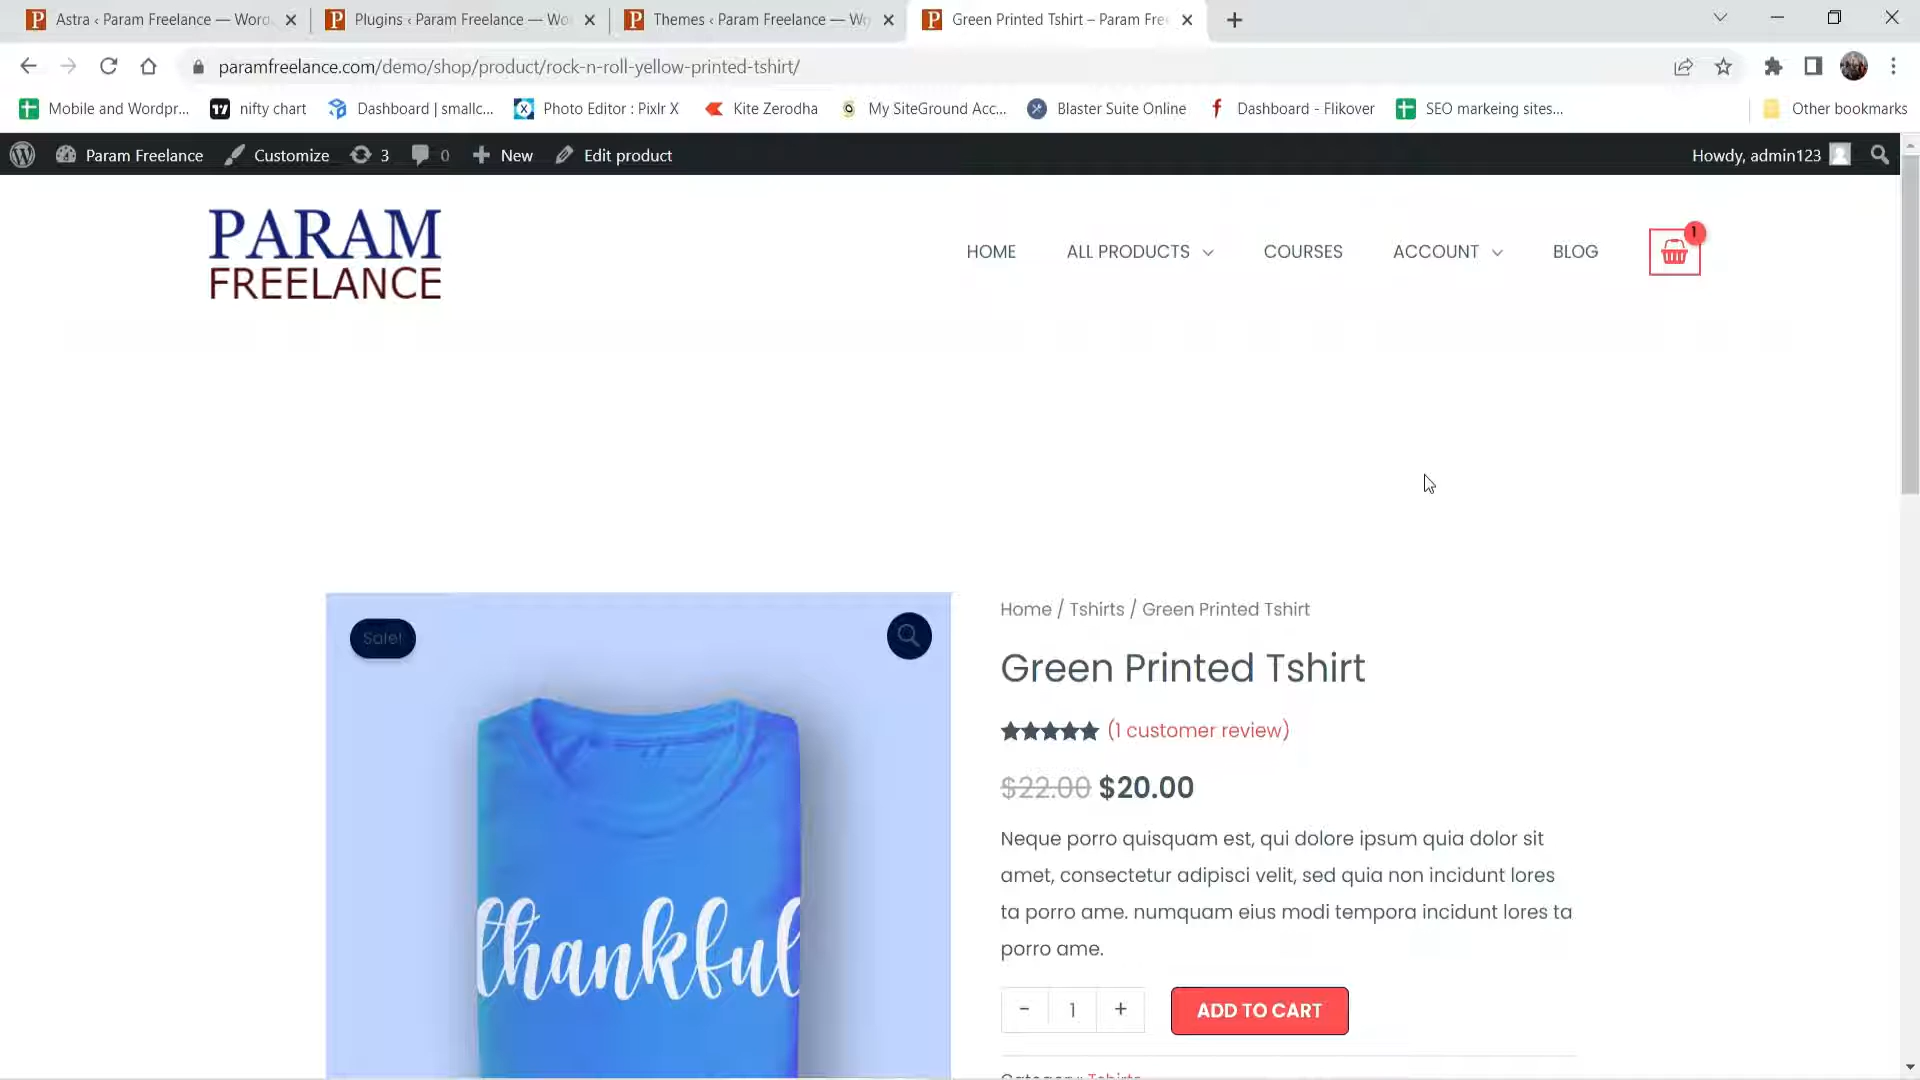 Astra ‹ Param Freelance — Word
Plugins ‹ Param Freelance — Wo
Themes ‹ Param Freelance — Wo
Green Printed Tshirt – Param Fre
paramfreelance.com/demo/shop/product/rock-n-roll-yellow-printed-tshirt/
Mobile and Wordpr...
nifty chart
Dashboard | smallc...
Photo Editor : Pixlr X
Kite Zerodha
My SiteGround Acc...
Blaster Suite Online
Dashboard - Flikover
SEO markeing sites...
Other bookmarks
Param Freelance
Customize
3
0
New
Edit product
Howdy, admin123
PARAM
FREELANCE
HOME
ALL PRODUCTS
COURSES
ACCOUNT
BLOG
1
Sale!
thankful
Home / Tshirts / Green Printed Tshirt
Green Printed Tshirt
(1 customer review)
$22.00 $20.00
Neque porro quisquam est, qui dolore ipsum quia dolor sit
amet, consectetur adipisci velit, sed quia non incidunt lores
ta porro ame. numquam eius modi tempora incidunt lores ta
porro ame.
- 1 +
ADD TO CART
Category: Tshirts